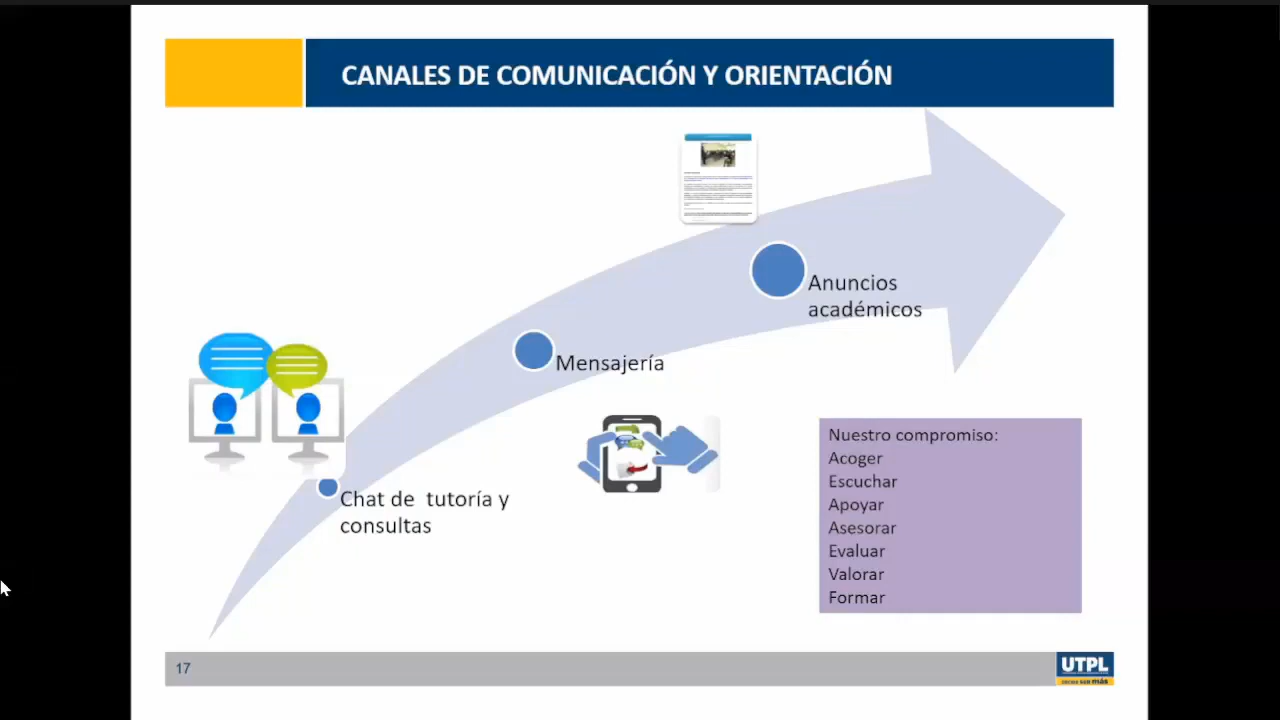 CANALES DE COMUNICACIÓN Y ORIENTACIÓN
Anuncios
académicos
Mensajería
Chat de tutoría y
consultas
Nuestro compromiso:
Acoger
Escuchar
Apoyar
Asesorar
Evaluar
Valorar
Formar
17
UTPL